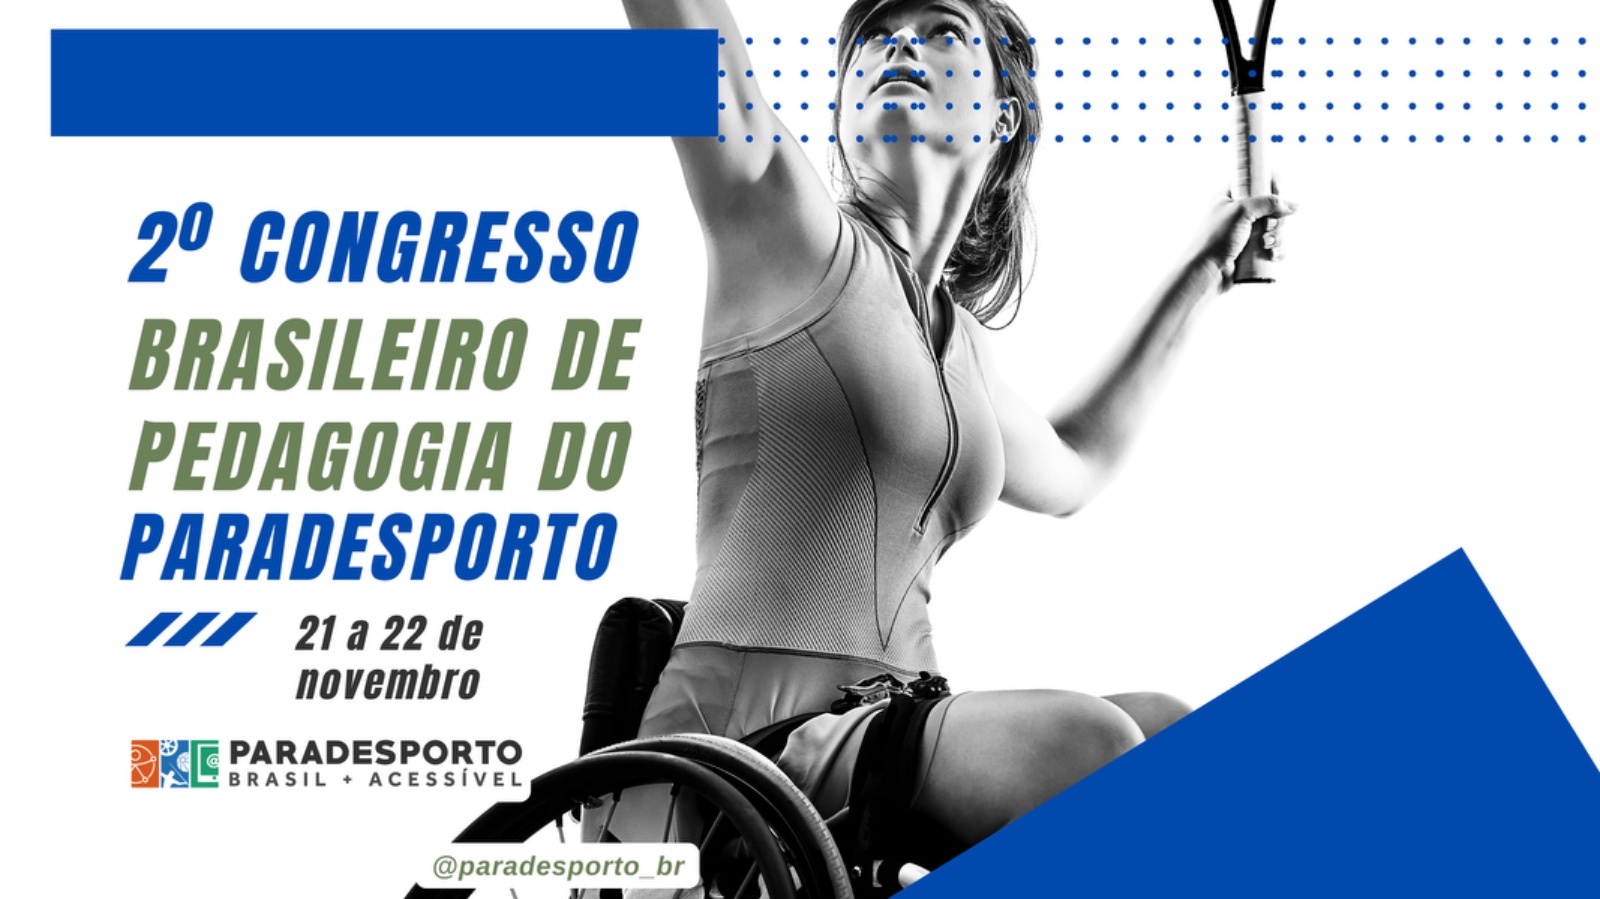 2º CONGRESSO
BRASILEIRO DE
PEDAGOGIA DO
PARADESPORTO
21 a 22 de
novembro
PARADESPORTO
BRASIL + ACESSÍVEL
@paradesporto_br